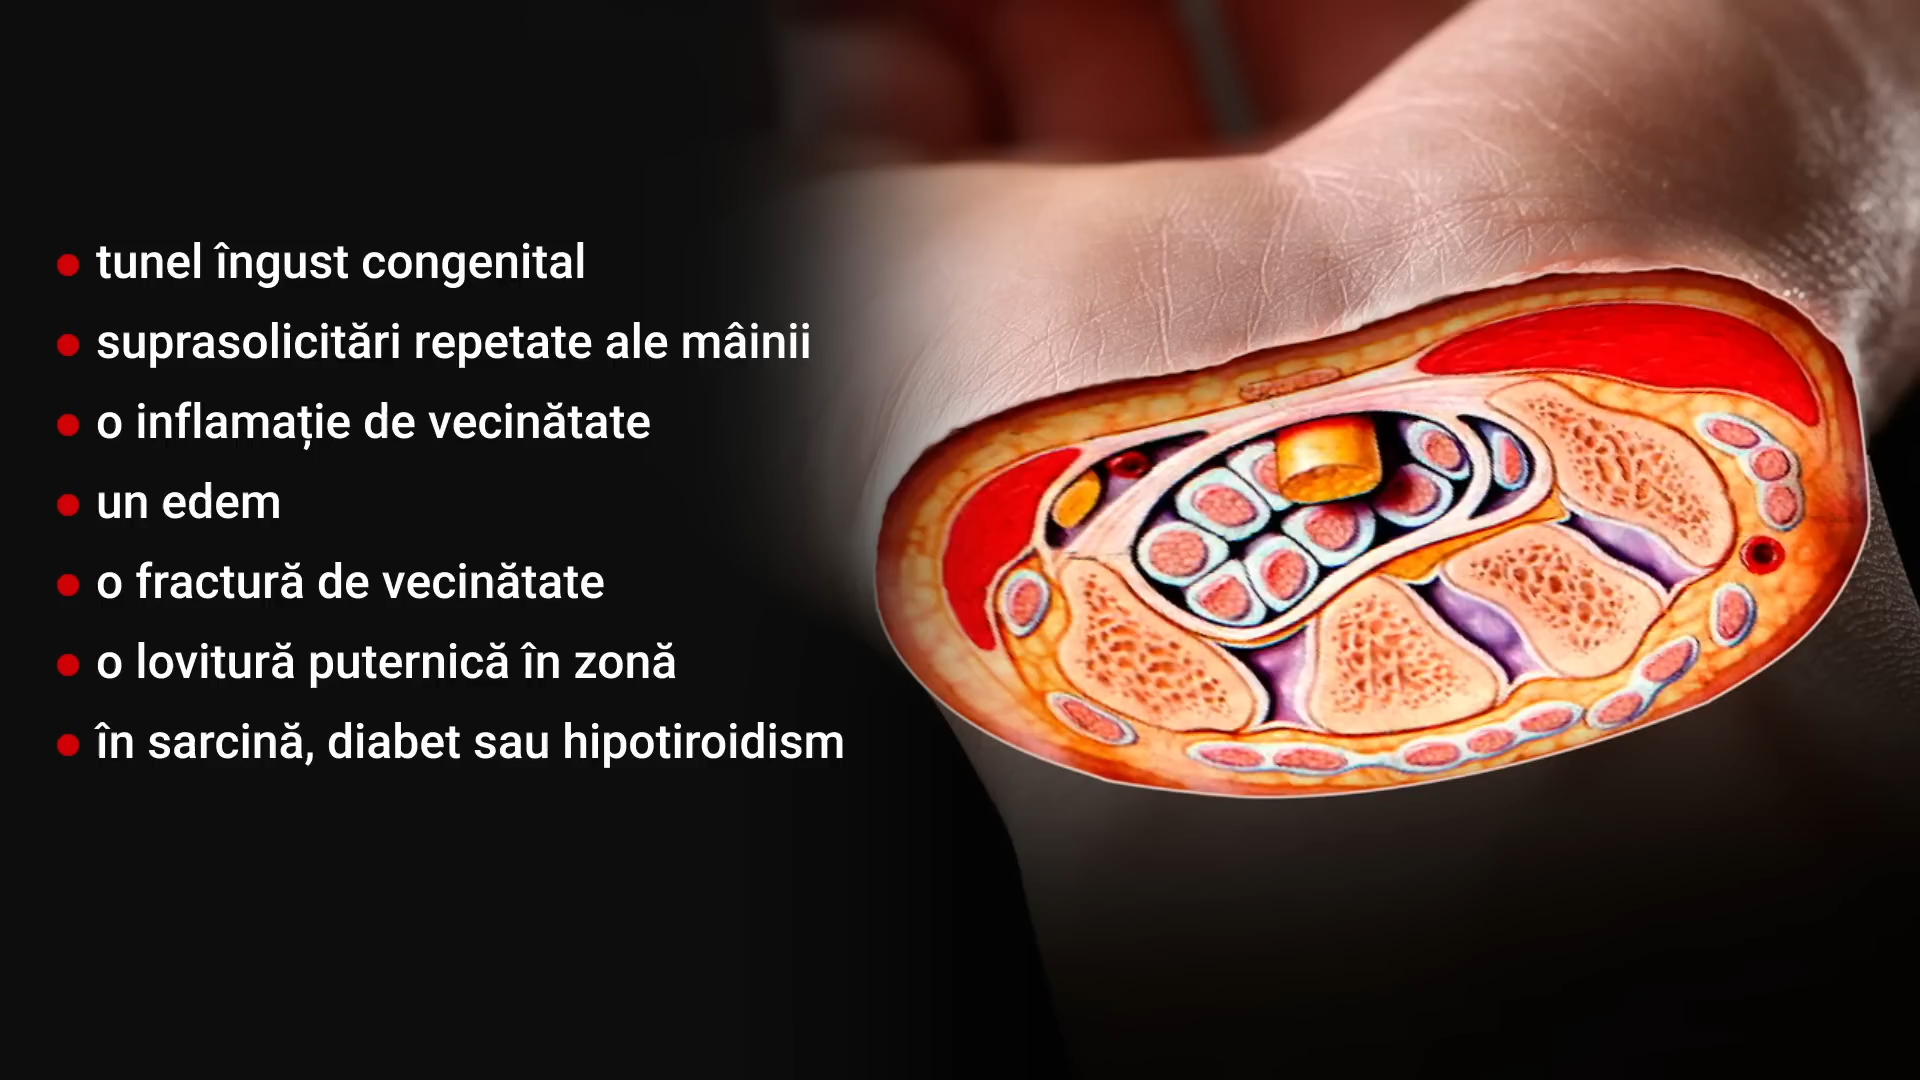 tunel îngust congenital
suprasolicitări repetate ale mâinii
o inflamație de vecinătate
un edem
o fractură de vecinătate
o lovitură puternică în zonă
în sarcină, diabet sau hipotiroidism